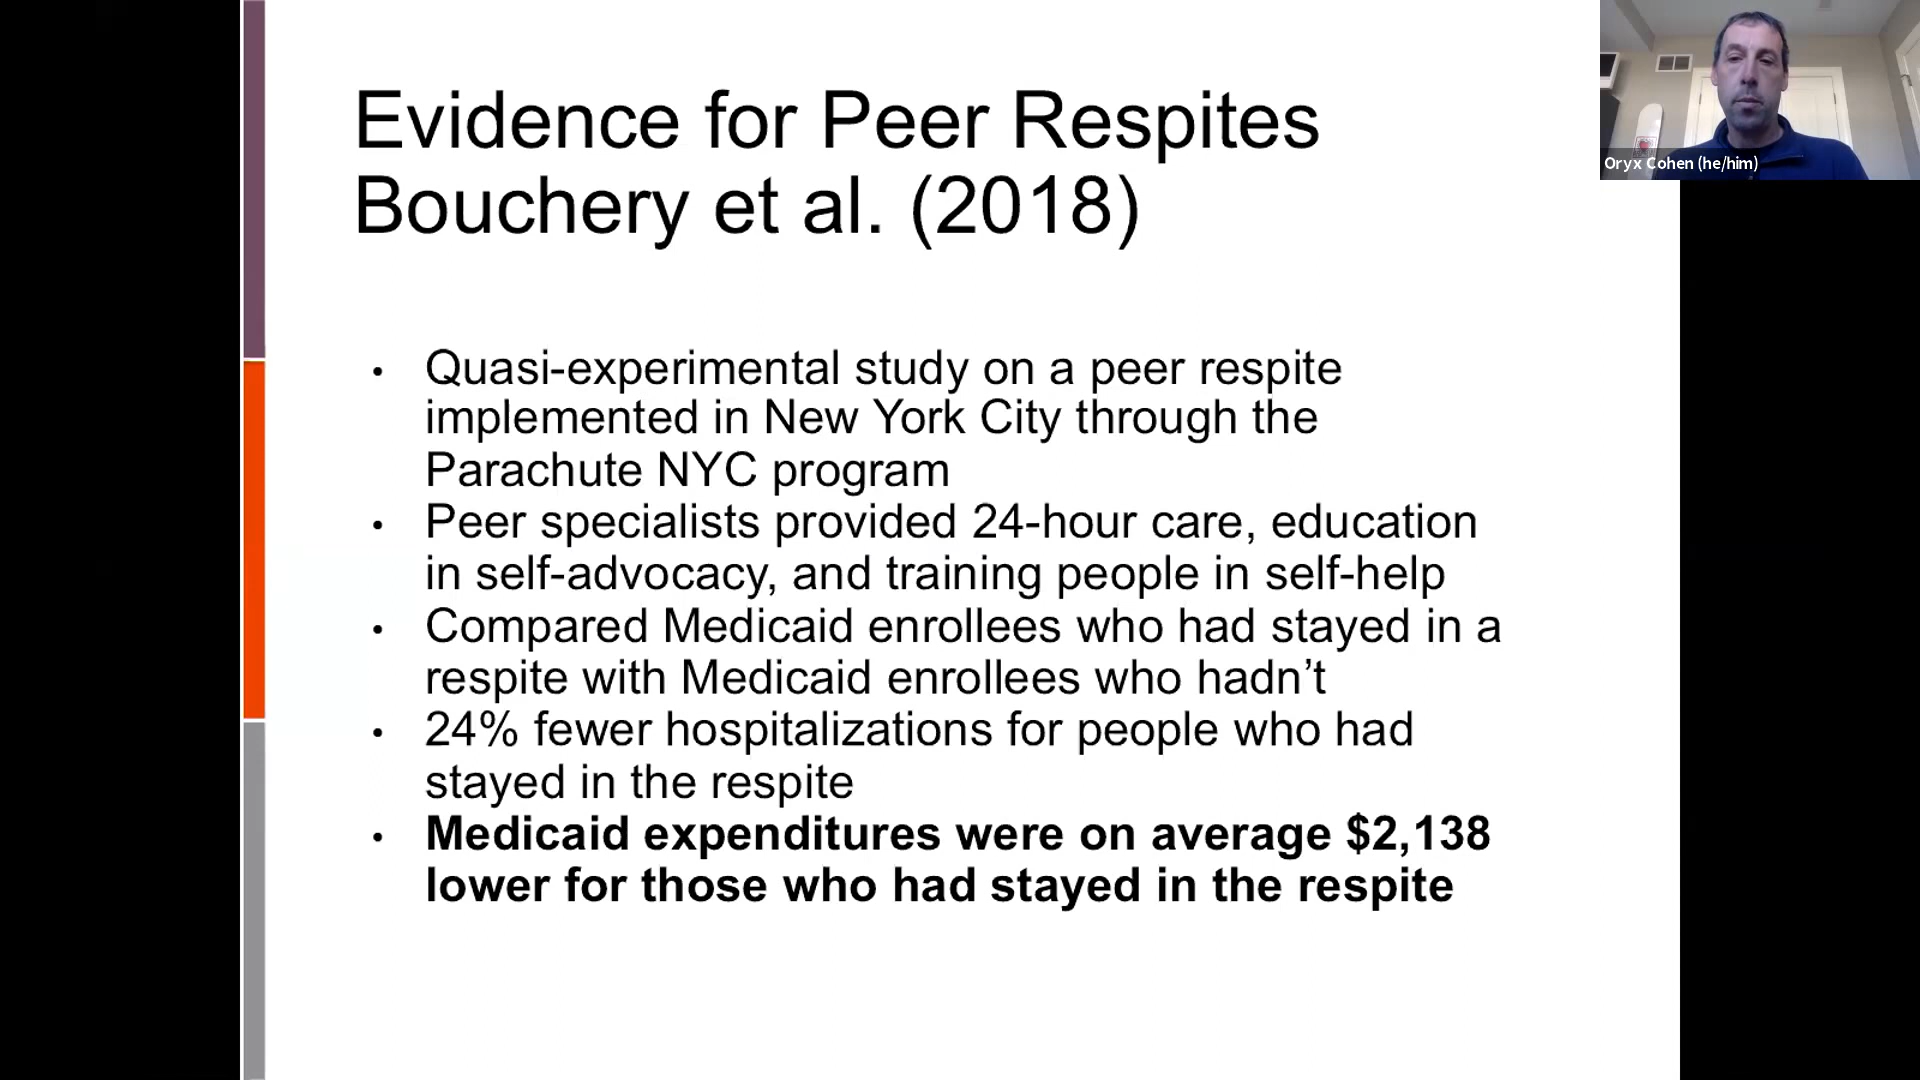 Evidence for Peer Respites
Bouchery et al. (2018)
• Quasi-experimental study on a peer respite
implemented in New York City through the
Parachute NYC program
• Peer specialists provided 24-hour care, education
in self-advocacy, and training people in self-help
• Compared Medicaid enrollees who had stayed in a
respite with Medicaid enrollees who hadn’t
• 24% fewer hospitalizations for people who had
stayed in the respite
• Medicaid expenditures were on average $2,138
lower for those who had stayed in the respite
Oryx Cohen (he/him)